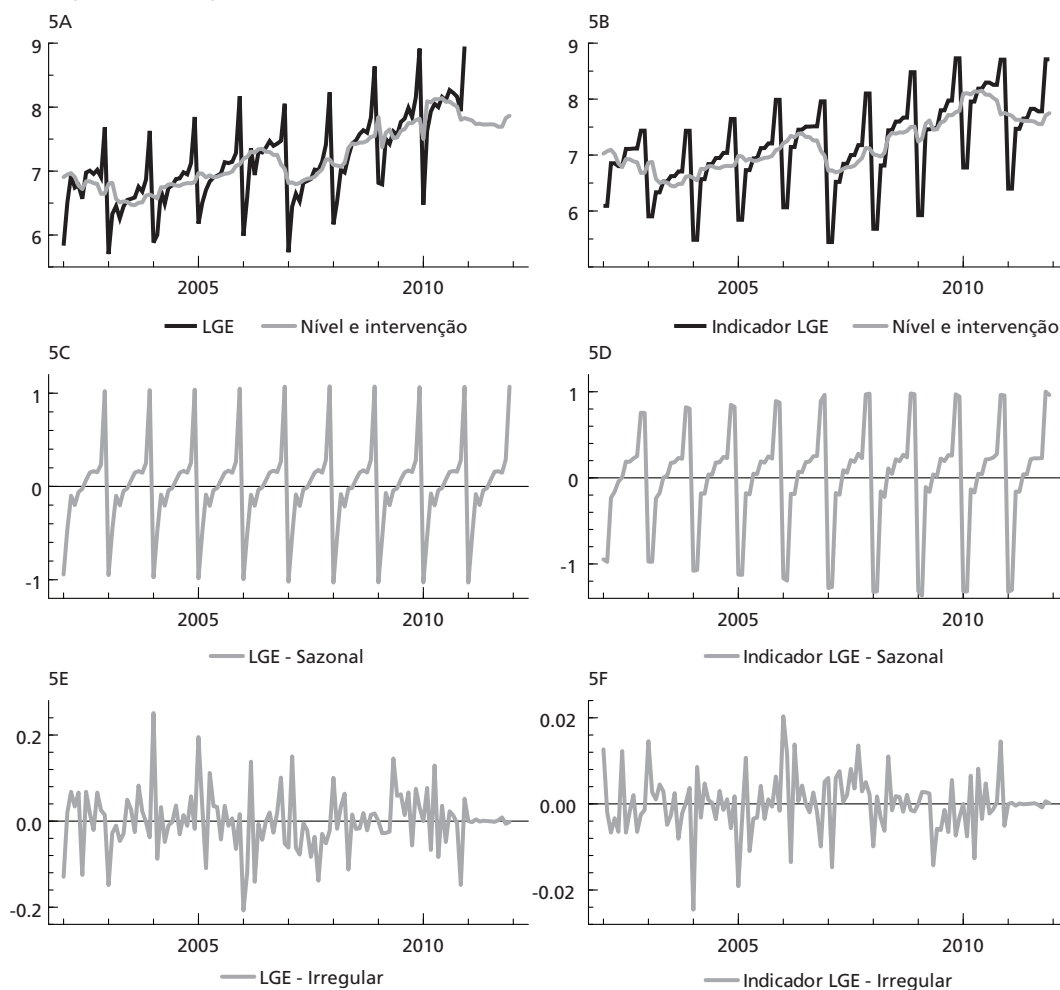 5A
9
8
7
6
2005 2010
LGE Nível e intervenção
5B
9
8
7
6
2005 2010
Indicador LGE Nível e intervenção
5C
1
0
-1
2005 2010
LGE - Sazonal
5D
1
0
-1
2005 2010
Indicador LGE - Sazonal
5E
0.2
0.0
-0.2
2005 2010
LGE - Irregular
5F
0.02
0.00
-0.02
2005 2010
Indicador LGE - Irregular